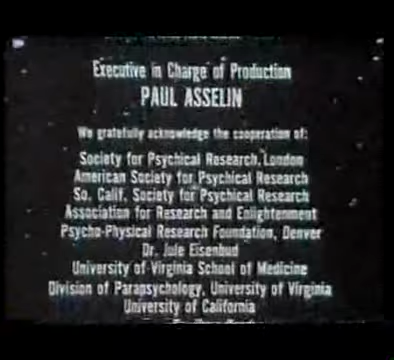 Executive in Charge of Production
PAUL ASSELIN
We gratefully acknowledge the cooperation of:
Society for Psychical Research, London
American Society for Psychical Research
So. Calif. Society for Psychical Research
Association for Research and Enlightenment
Psycho-Physical Research Foundation, Denver
Dr. Jule Eisenbud
University of Virginia School of Medicine
Division of Parapsychology, University of Virginia
University of California